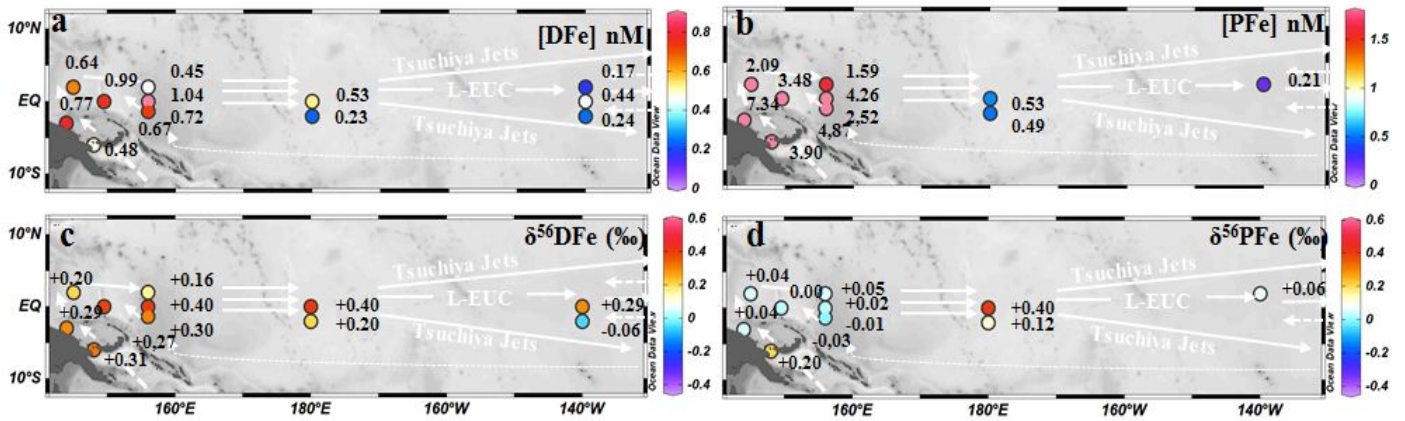 a
[DFe] nM
10°N
EQ
10°S
0.64
0.99
0.45
0.77
1.04
0.72
0.67
0.48
0.53
0.23
0.17
0.44
0.24
Tsuchiya Jets
L-EUC
Tsuchiya Jets
Ocean Data View
0.8
0.6
0.4
0.2
0
b
[PFe] nM
2.09
3.48
1.59
7.34
4.26
2.52
4,87
3.90
0.53
0.49
0.21
Tsuchiya Jets
L-EUC
Tsuchiya Jets
Ocean Data View
1.5
1
0.5
0
c
δ56DFe (‰)
10°N
EQ
10°S
+0.20
+0.16
+0.40
+0.29
+0.30
+0,27
+0.31
+0.40
+0.20
+0.29
-0.06
Tsuchiya Jets
L-EUC
Tsuchiya Jets
Ocean Data View
0.6
0.4
0.2
0
-0.2
-0.4
160°E
180°E
160°W
140°W
d
δ56PFe (‰)
+0.04
0.00
+0.05
+0.02
+0.04
-0.01
-0,03
+0.20
+0.40
+0.12
+0.06
Tsuchiya Jets
L-EUC
Tsuchiya Jets
Ocean Data View
0.6
0.4
0.2
0
-0.2
-0.4
160°E
180°E
160°W
140°W